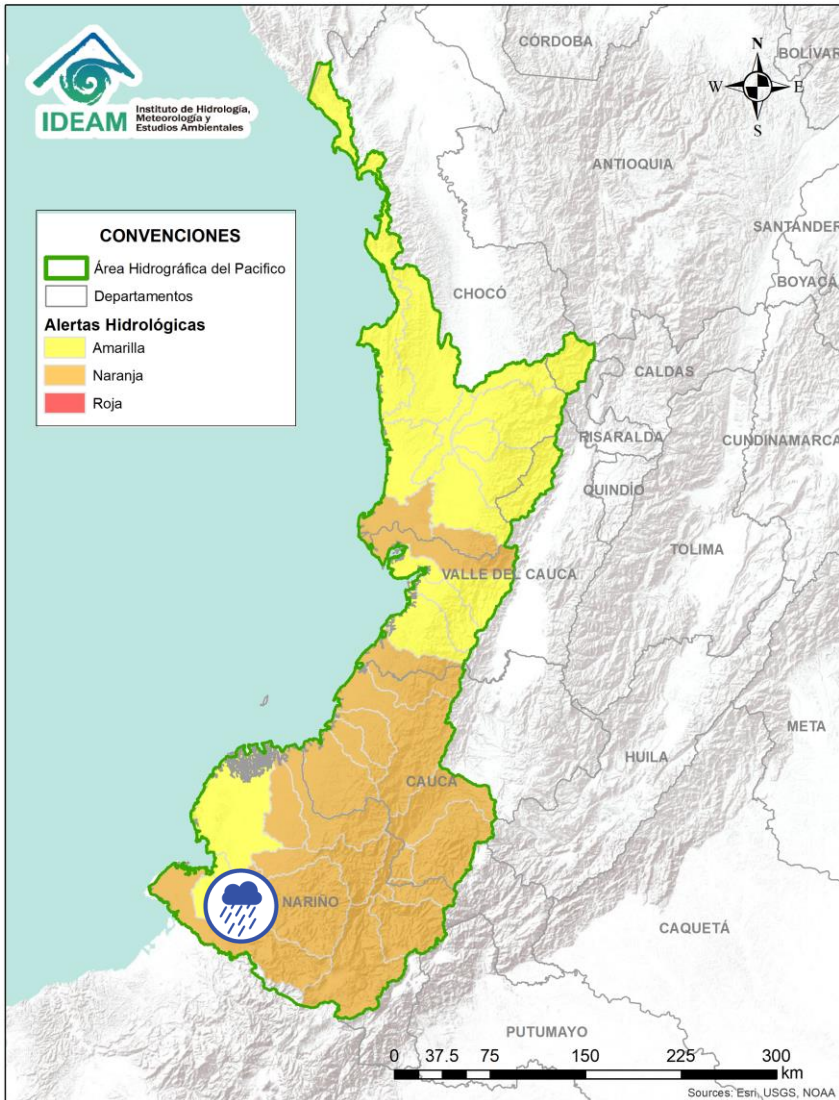 IDEAM
Instituto de Hidrología,
Meteorología y
Estudios Ambientales
CÓRDOBA
BOLÍVAR
N
W
E
S
ANTIOQUIA
SANTANDER
BOYACÁ
CONVENCIONES
Área Hidrográfica del Pacifico
Departamentos
Alertas Hidrológicas
Amarilla
Naranja
Roja
CHOCÓ
CALDAS
RISARALDA
CUNDINAMARCA
QUINDÍO
TOLIMA
VALLE DEL CAUCA
META
HUILA
CAUCA
NARIÑO
CAQUETÁ
PUTUMAYO
0 37.5 75 150 225 300
km
Sources: Esri, USGS, NOAA